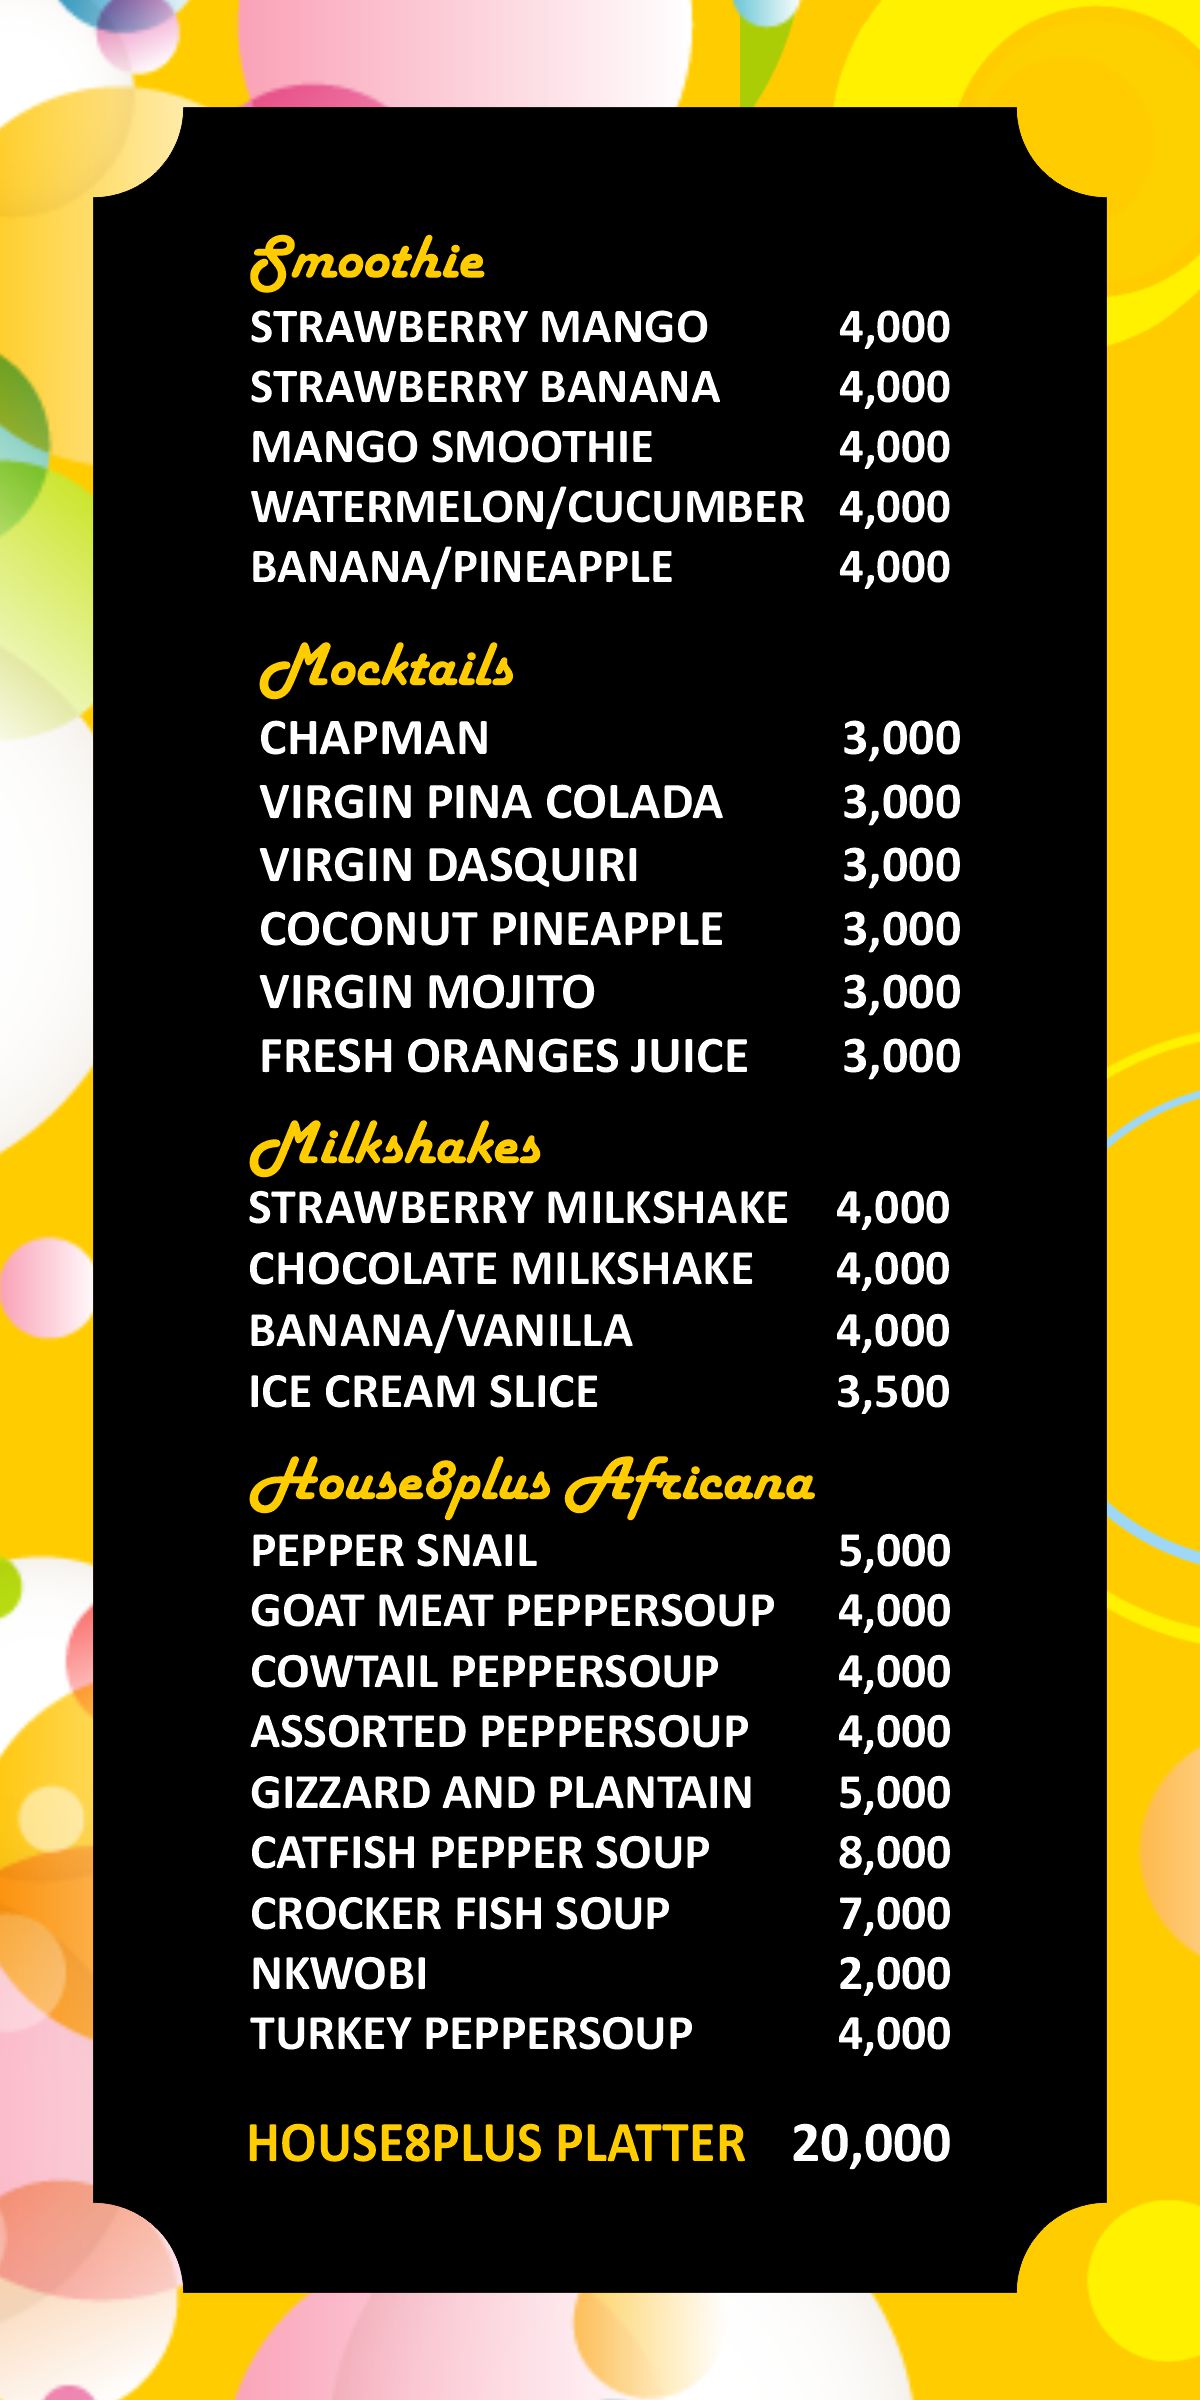 Smoothie
STRAWBERRY MANGO 4,000
STRAWBERRY BANANA 4,000
MANGO SMOOTHIE 4,000
WATERMELON/CUCUMBER 4,000
BANANA/PINEAPPLE 4,000
Mocktails
CHAPMAN 3,000
VIRGIN PINA COLADA 3,000
VIRGIN DASQUIRI 3,000
COCONUT PINEAPPLE 3,000
VIRGIN MOJITO 3,000
FRESH ORANGES JUICE 3,000
Milkshakes
STRAWBERRY MILKSHAKE 4,000
CHOCOLATE MILKSHAKE 4,000
BANANA/VANILLA 4,000
ICE CREAM SLICE 3,500
House8plus Africana
PEPPER SNAIL 5,000
GOAT MEAT PEPPERSOUP 4,000
COWTAIL PEPPERSOUP 4,000
ASSORTED PEPPERSOUP 4,000
GIZZARD AND PLANTAIN 5,000
CATFISH PEPPER SOUP 8,000
CROCKER FISH SOUP 7,000
NKWOBI 2,000
TURKEY PEPPERSOUP 4,000
HOUSE8PLUS PLATTER 20,000